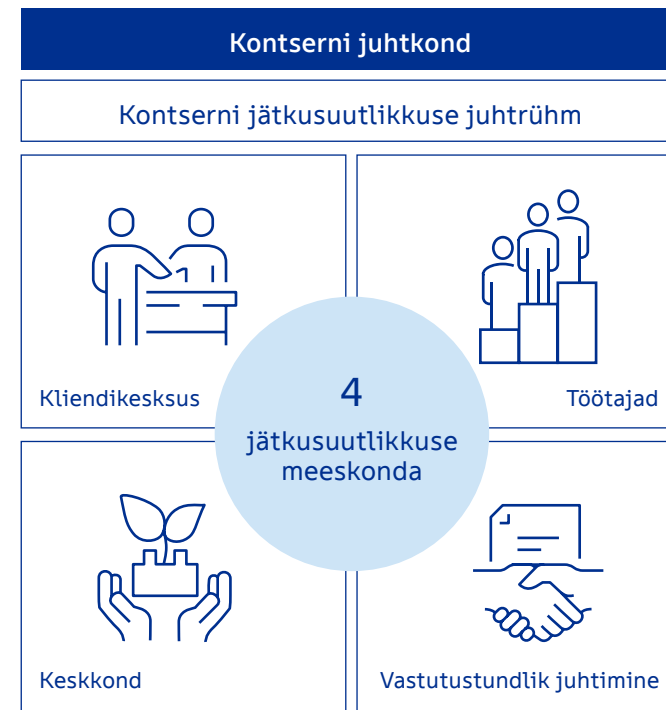 Kontserni juhtkond
Kontserni jätkusuutlikkuse juhtrühm
Kliendikesksus
Töötajad
4
jätkusuutlikkuse
meeskonda
Keskkond
Vastutustundlik juhtimine